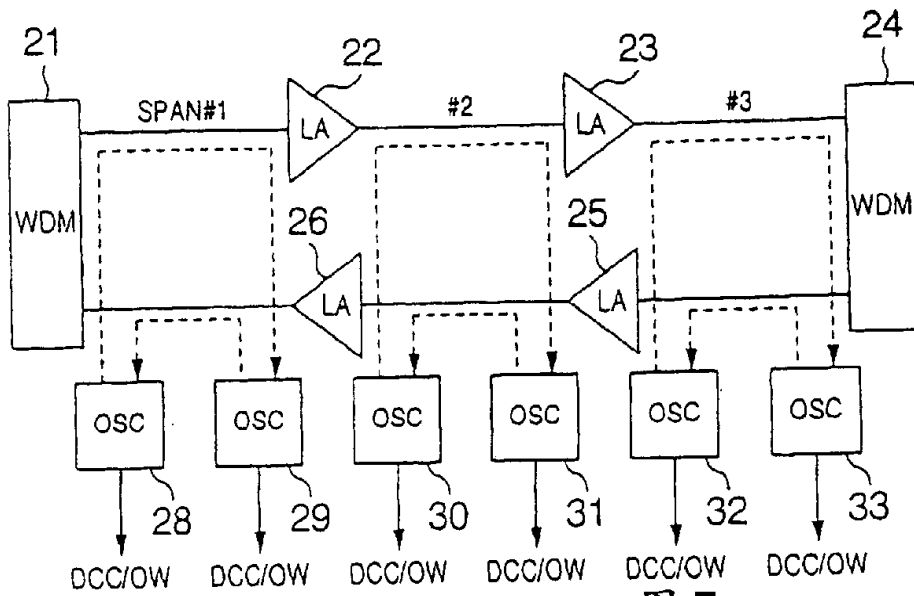 21
22
23
24
SPAN#1
#2
#3
LA
LA
WDM
WDM
26
25
LA
LA
OSC
OSC
OSC
OSC
OSC
OSC
28
29
30
31
32
33
DCC/OW
DCC/OW
DCC/OW
DCC/OW
DCC/OW
DCC/OW